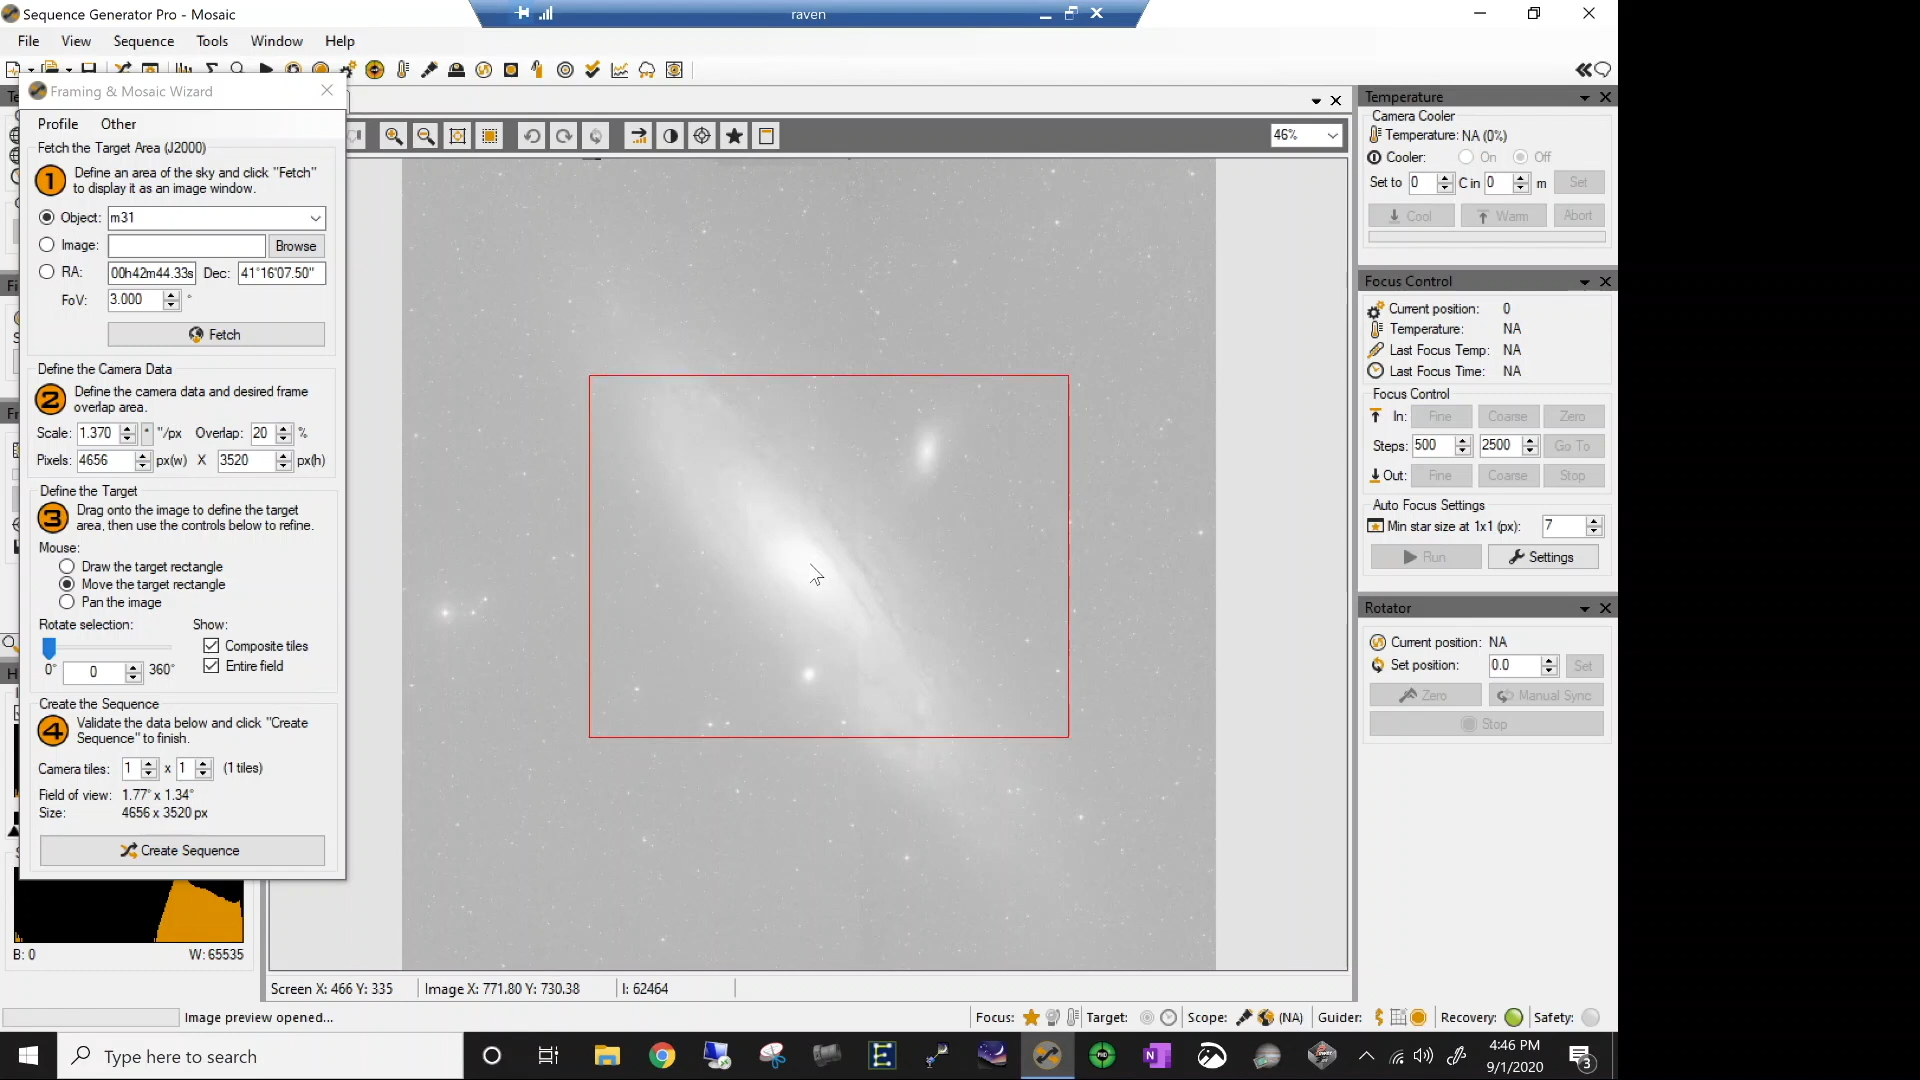 Sequence Generator Pro - Mosaic
raven
File View Sequence Tools Window Help
Framing & Mosaic Wizard
Profile Other
Fetch the Target Area (J2000)
1 Define an area of the sky and click "Fetch"
to display it as an image window.
Object: m31
Image: Browse
RA: 00h42m44.33s Dec: 41°16'07.50"
FoV: 3.000 °
Fetch
Define the Camera Data
2 Define the camera data and desired frame
overlap area.
Scale: 1.370 * "/px Overlap: 20 %
Pixels: 4656 px(w) X 3520 px(h)
Define the Target
3 Drag onto the image to define the target
area, then use the controls below to refine.
Mouse:
Draw the target rectangle
Move the target rectangle
Pan the image
Rotate selection: Show:
Composite tiles
0° 0 360° Entire field
Create the Sequence
4 Validate the data below and click "Create
Sequence" to finish.
Camera tiles: 1 x 1 (1 tiles)
Field of view: 1.77° x 1.34°
Size: 4656 x 3520 px
Create Sequence
B: 0 W: 65535
46%
Screen X: 466 Y: 335 Image X: 771.80 Y: 730.38 I: 62464
Temperature
Camera Cooler
Temperature: NA (0%)
Cooler: On Off
Set to 0 C in 0 m Set
Cool Warm Abort
Focus Control
Current position: 0
Temperature: NA
Last Focus Temp: NA
Last Focus Time: NA
Focus Control
In: Fine Coarse Zero
Steps: 500 2500 Go To
Out: Fine Coarse Stop
Auto Focus Settings
Min star size at 1x1 (px): 7
Run Settings
Rotator
Current position: NA
Set position: 0.0 Set
Zero Manual Sync
Stop
Image preview opened...
Focus: Target: Scope: (NA) Guider: Recovery: Safety:
Type here to search
4:46 PM
9/1/2020
3